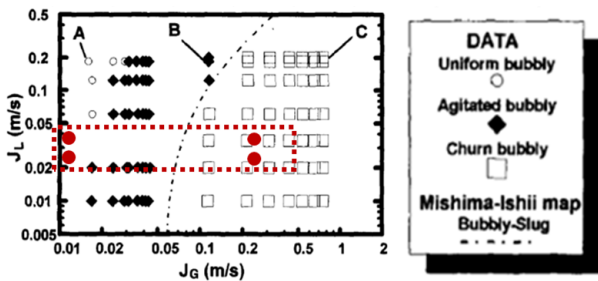 A
B
C
0.5
0.2
0.1
0.05
0.02
0.01
0.005
J_L (m/s)
0.01
0.02
0.05
0.1
0.2
0.5
1
2
J_G (m/s)
DATA
Uniform bubbly
Agitated bubbly
Churn bubbly
Mishima-Ishii map
Bubbly-Slug